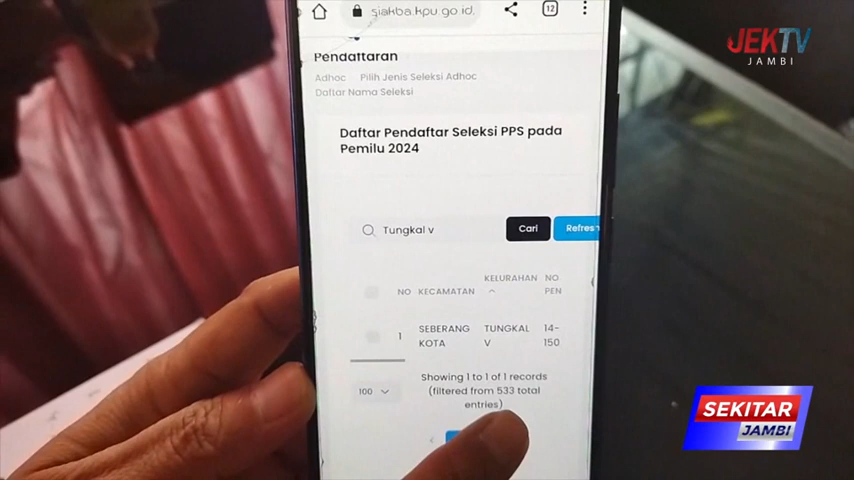 siakba.kpu.go.id.
12
JEKTV
JAMBI
Pendaftaran
Adhoc Pilih Jenis Seleksi Adhoc
Daftar Nama Seleksi
Daftar Pendaftar Seleksi PPS pada
Pemilu 2024
Tungkal v
Cari
Refres
NO KECAMATAN KELURAHAN NO PEN
1 SEBERANG KOTA TUNGKAL V 14-150
100
Showing 1 to 1 of 1 records
(filtered from 533 total
entries)
SEKITAR
JAMBI